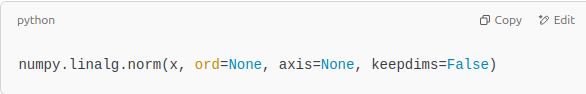 python
Copy
Edit
numpy.linalg.norm(x, ord=None, axis=None, keepdims=False)